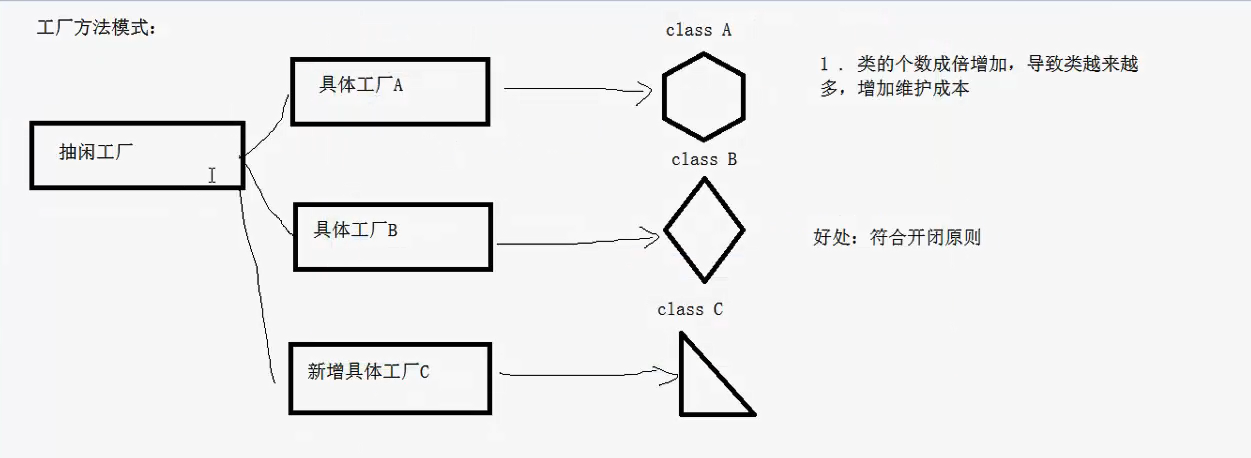 工厂方法模式：
class A
具体工厂A
1 . 类的个数成倍增加，导致类越来越
多，增加维护成本
抽闲工厂
class B
具体工厂B
好处：符合开闭原则
class C
新增具体工厂C